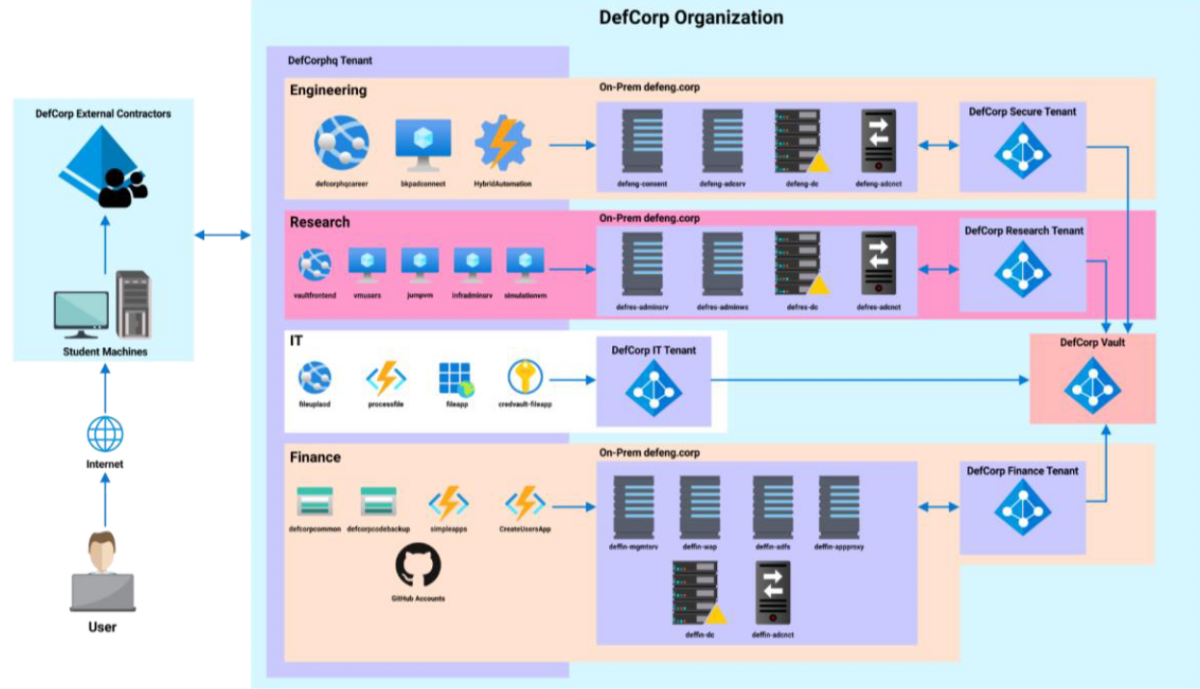 DefCorp Organization
DefCorphq Tenant
DefCorp External Contractors
Student Machines
Internet
User
Engineering
defcorphqcareer
bkpadconnect
HybridAutomation
On-Prem defeng.corp
defeng-consent
defeng-adcsrv
defeng-dc
defeng-adcnct
DefCorp Secure Tenant
Research
vaultfrontend
vmusers
jumpvm
infradminsrv
simulationvm
On-Prem defeng.corp
defres-adminsrv
defres-adminws
defres-dc
defres-adcnct
DefCorp Research Tenant
IT
fileuplaod
processfile
fileapp
credvault-fileapp
DefCorp IT Tenant
DefCorp Vault
Finance
defcorpcommon
defcorpcodebackup
simpleapps
CreateUsersApp
GitHub Accounts
On-Prem defeng.corp
deffin-mgmtsrv
deffin-wap
deffin-adfs
deffin-appproxy
deffin-dc
deffin-adcnct
DefCorp Finance Tenant